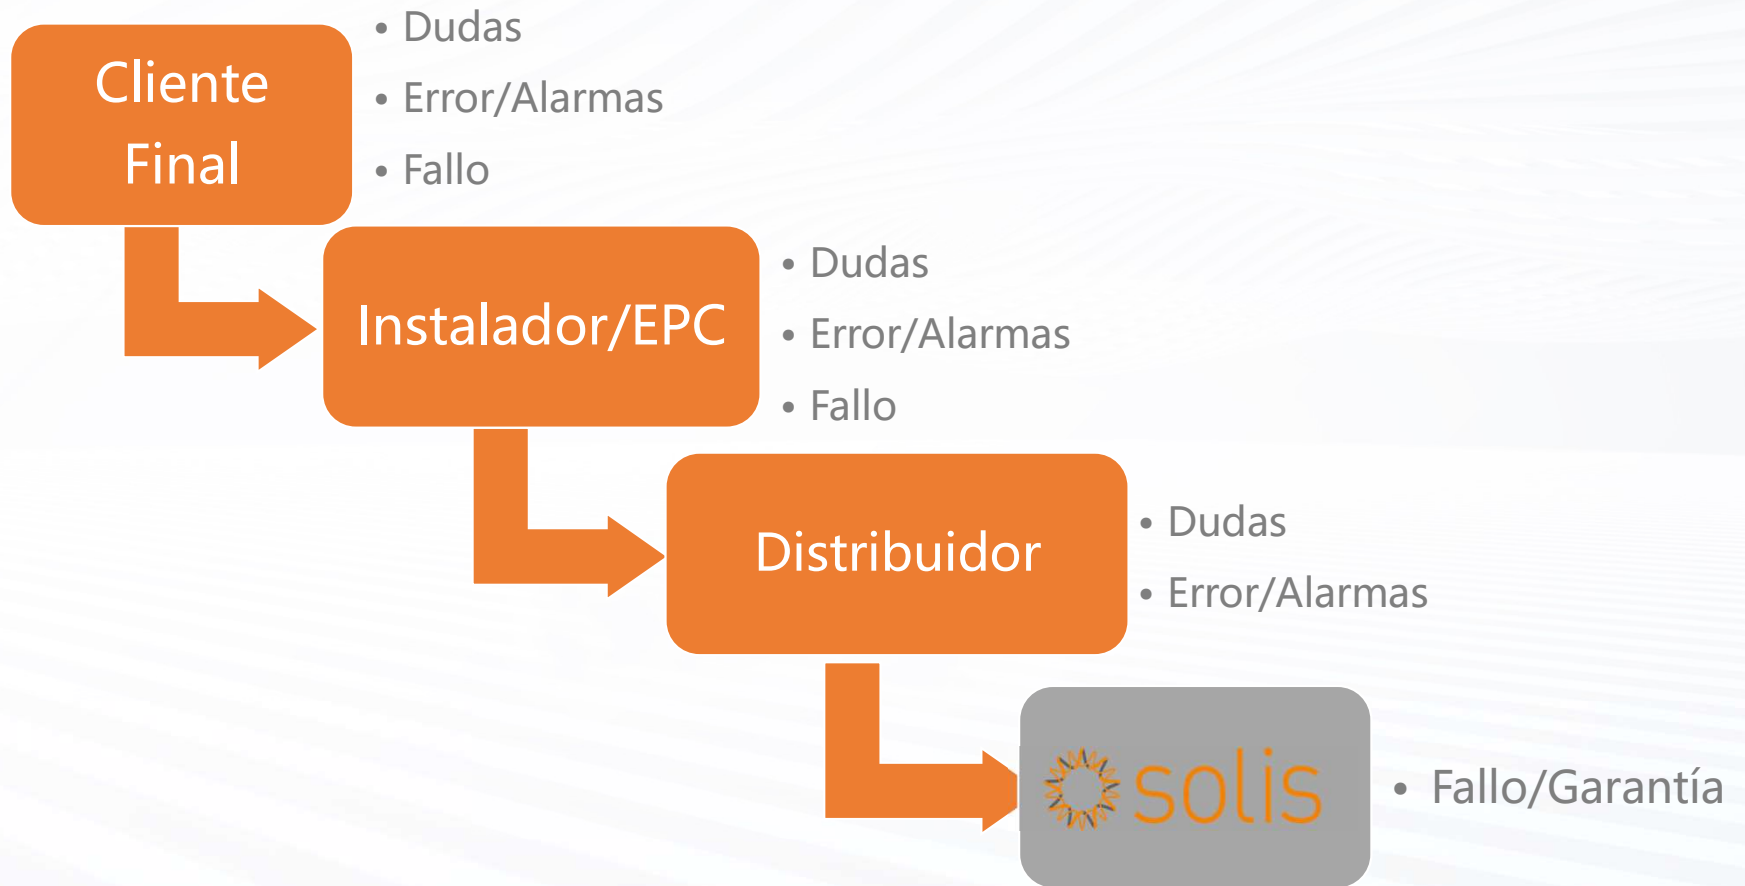 • Dudas
Cliente
Final
• Error/Alarmas
• Fallo
Instalador/EPC
• Dudas
• Error/Alarmas
• Fallo
Distribuidor
• Dudas
• Error/Alarmas
solis
• Fallo/Garantía